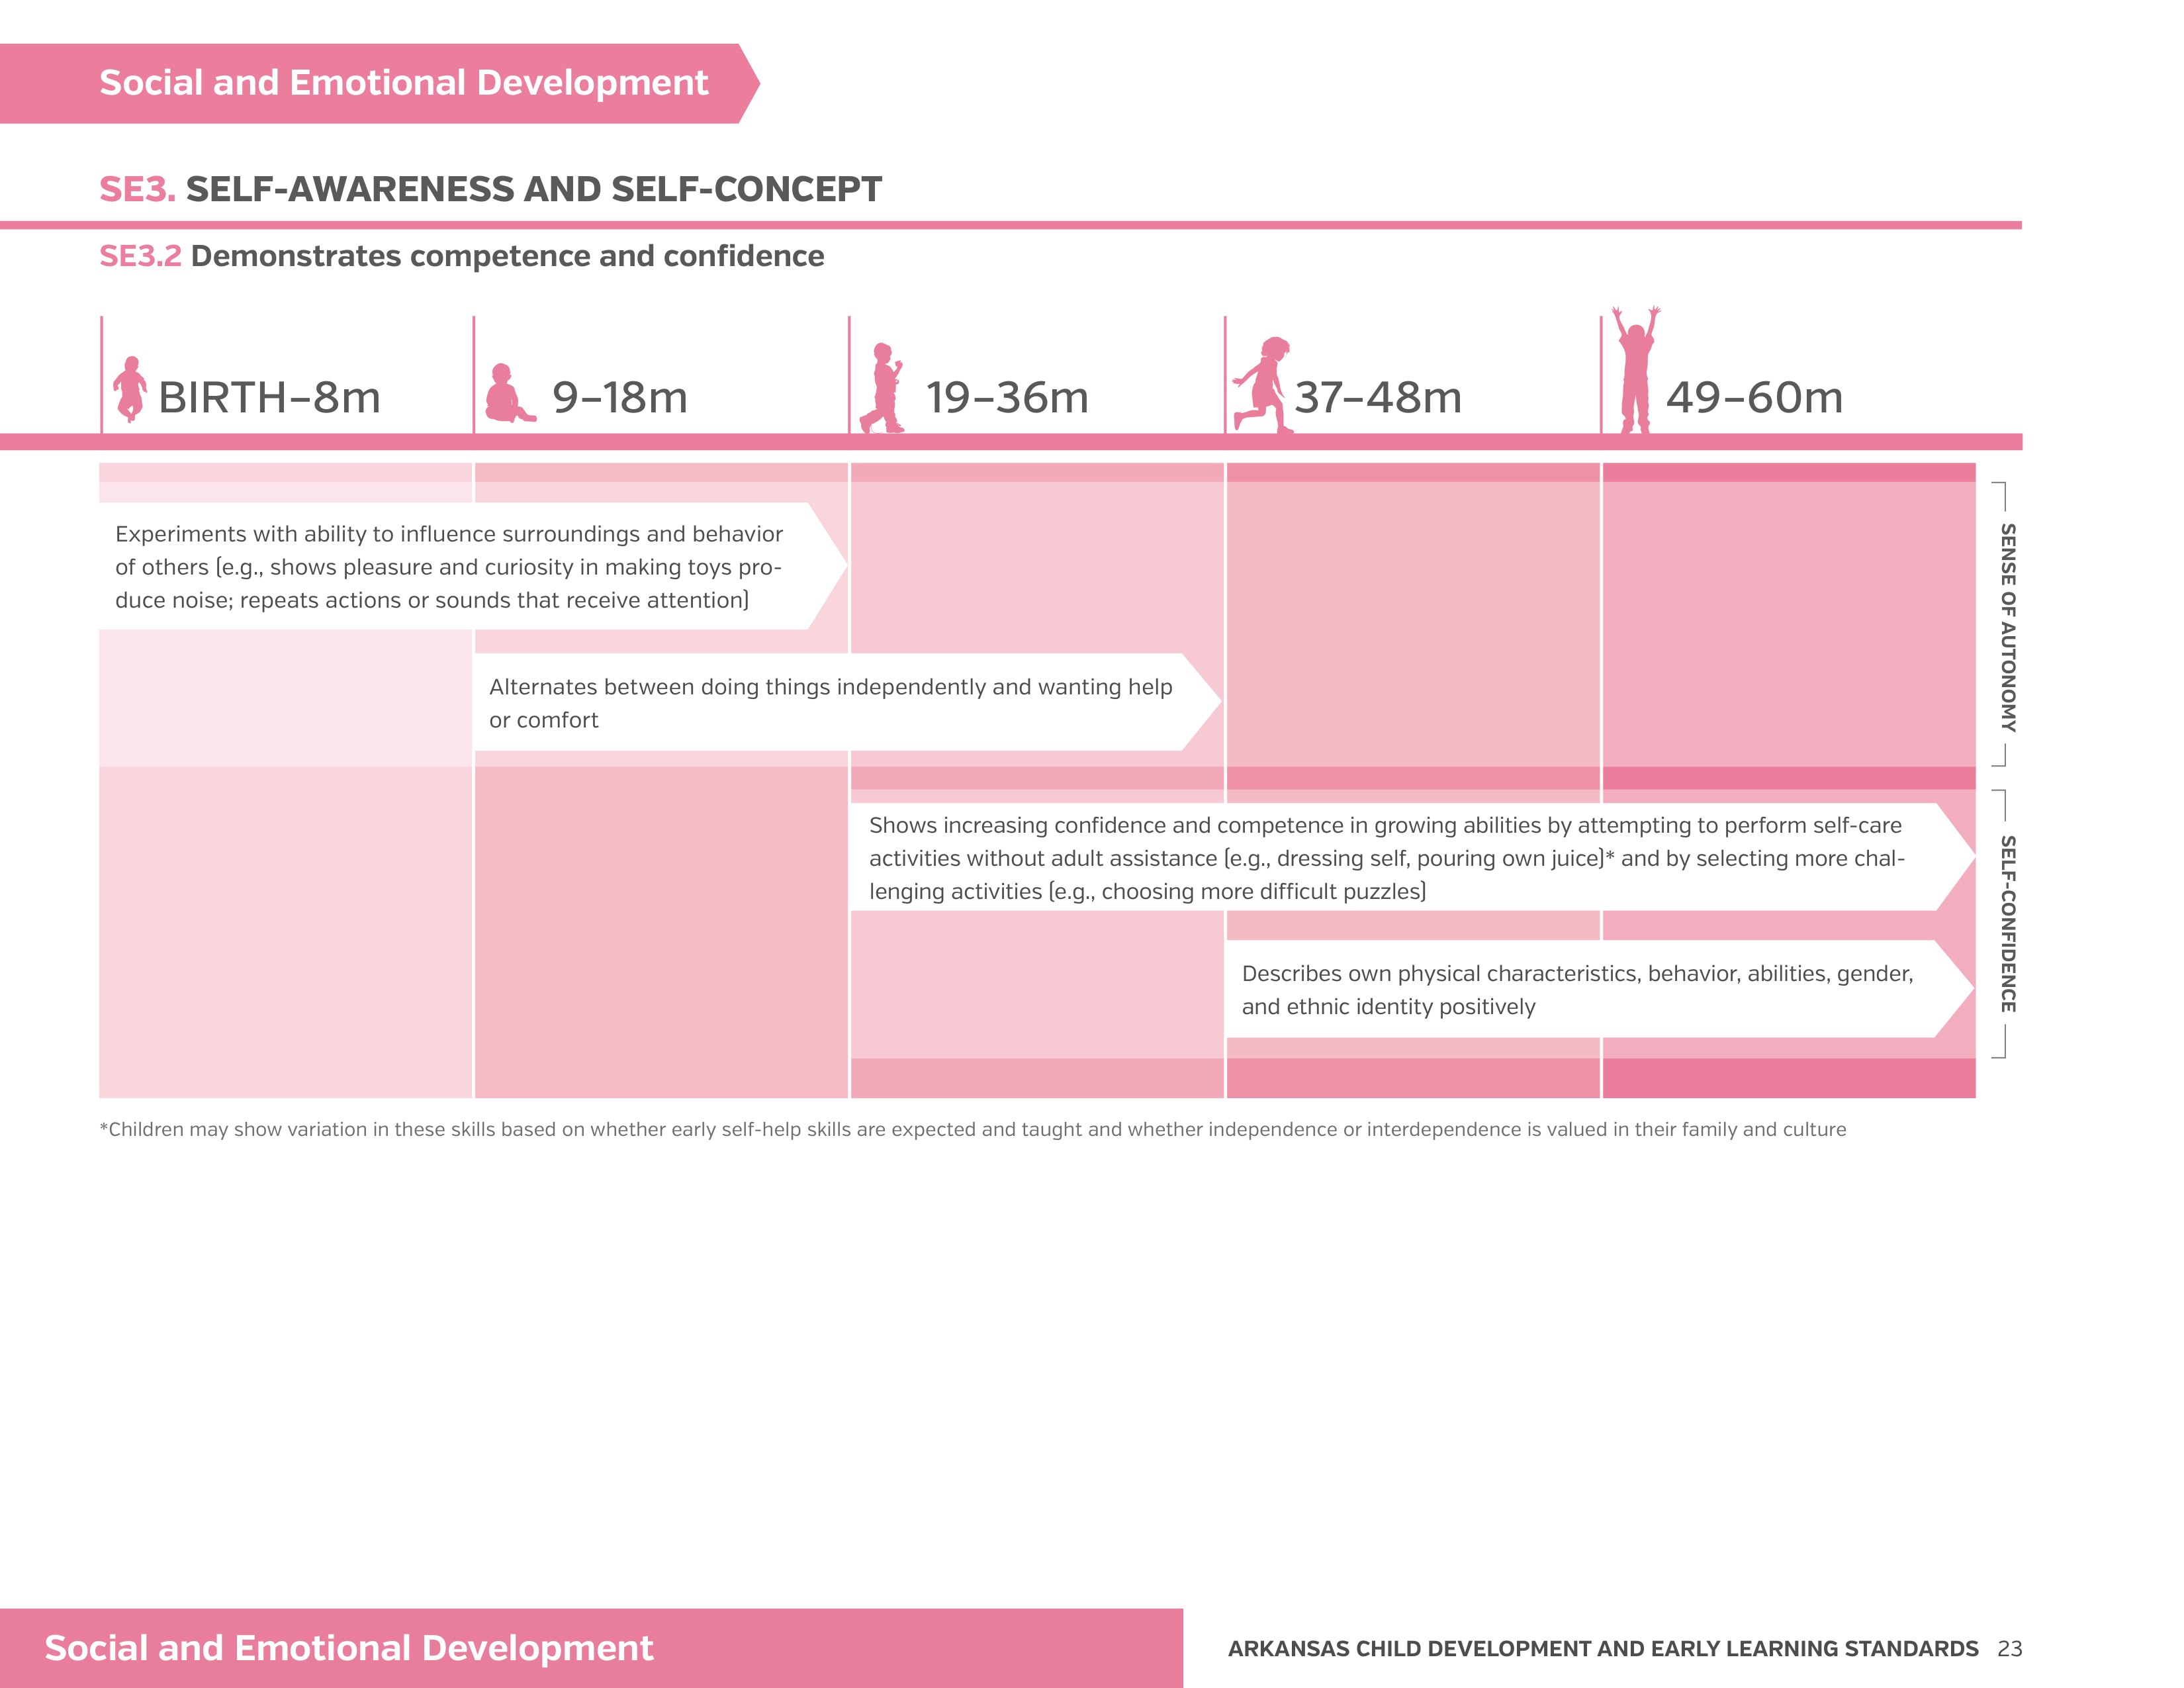 Social and Emotional Development
SE3. SELF-AWARENESS AND SELF-CONCEPT
SE3.2 Demonstrates competence and confidence
BIRTH–8m
9–18m
19–36m
37–48m
49–60m
Experiments with ability to influence surroundings and behavior
of others (e.g., shows pleasure and curiosity in making toys pro-
duce noise; repeats actions or sounds that receive attention)
Alternates between doing things independently and wanting help
or comfort
SENSE OF AUTONOMY
Shows increasing confidence and competence in growing abilities by attempting to perform self-care
activities without adult assistance (e.g., dressing self, pouring own juice)* and by selecting more chal-
lenging activities (e.g., choosing more difficult puzzles)
Describes own physical characteristics, behavior, abilities, gender,
and ethnic identity positively
SELF-CONFIDENCE
*Children may show variation in these skills based on whether early self-help skills are expected and taught and whether independence or interdependence is valued in their family and culture
Social and Emotional Development
ARKANSAS CHILD DEVELOPMENT AND EARLY LEARNING STANDARDS 23